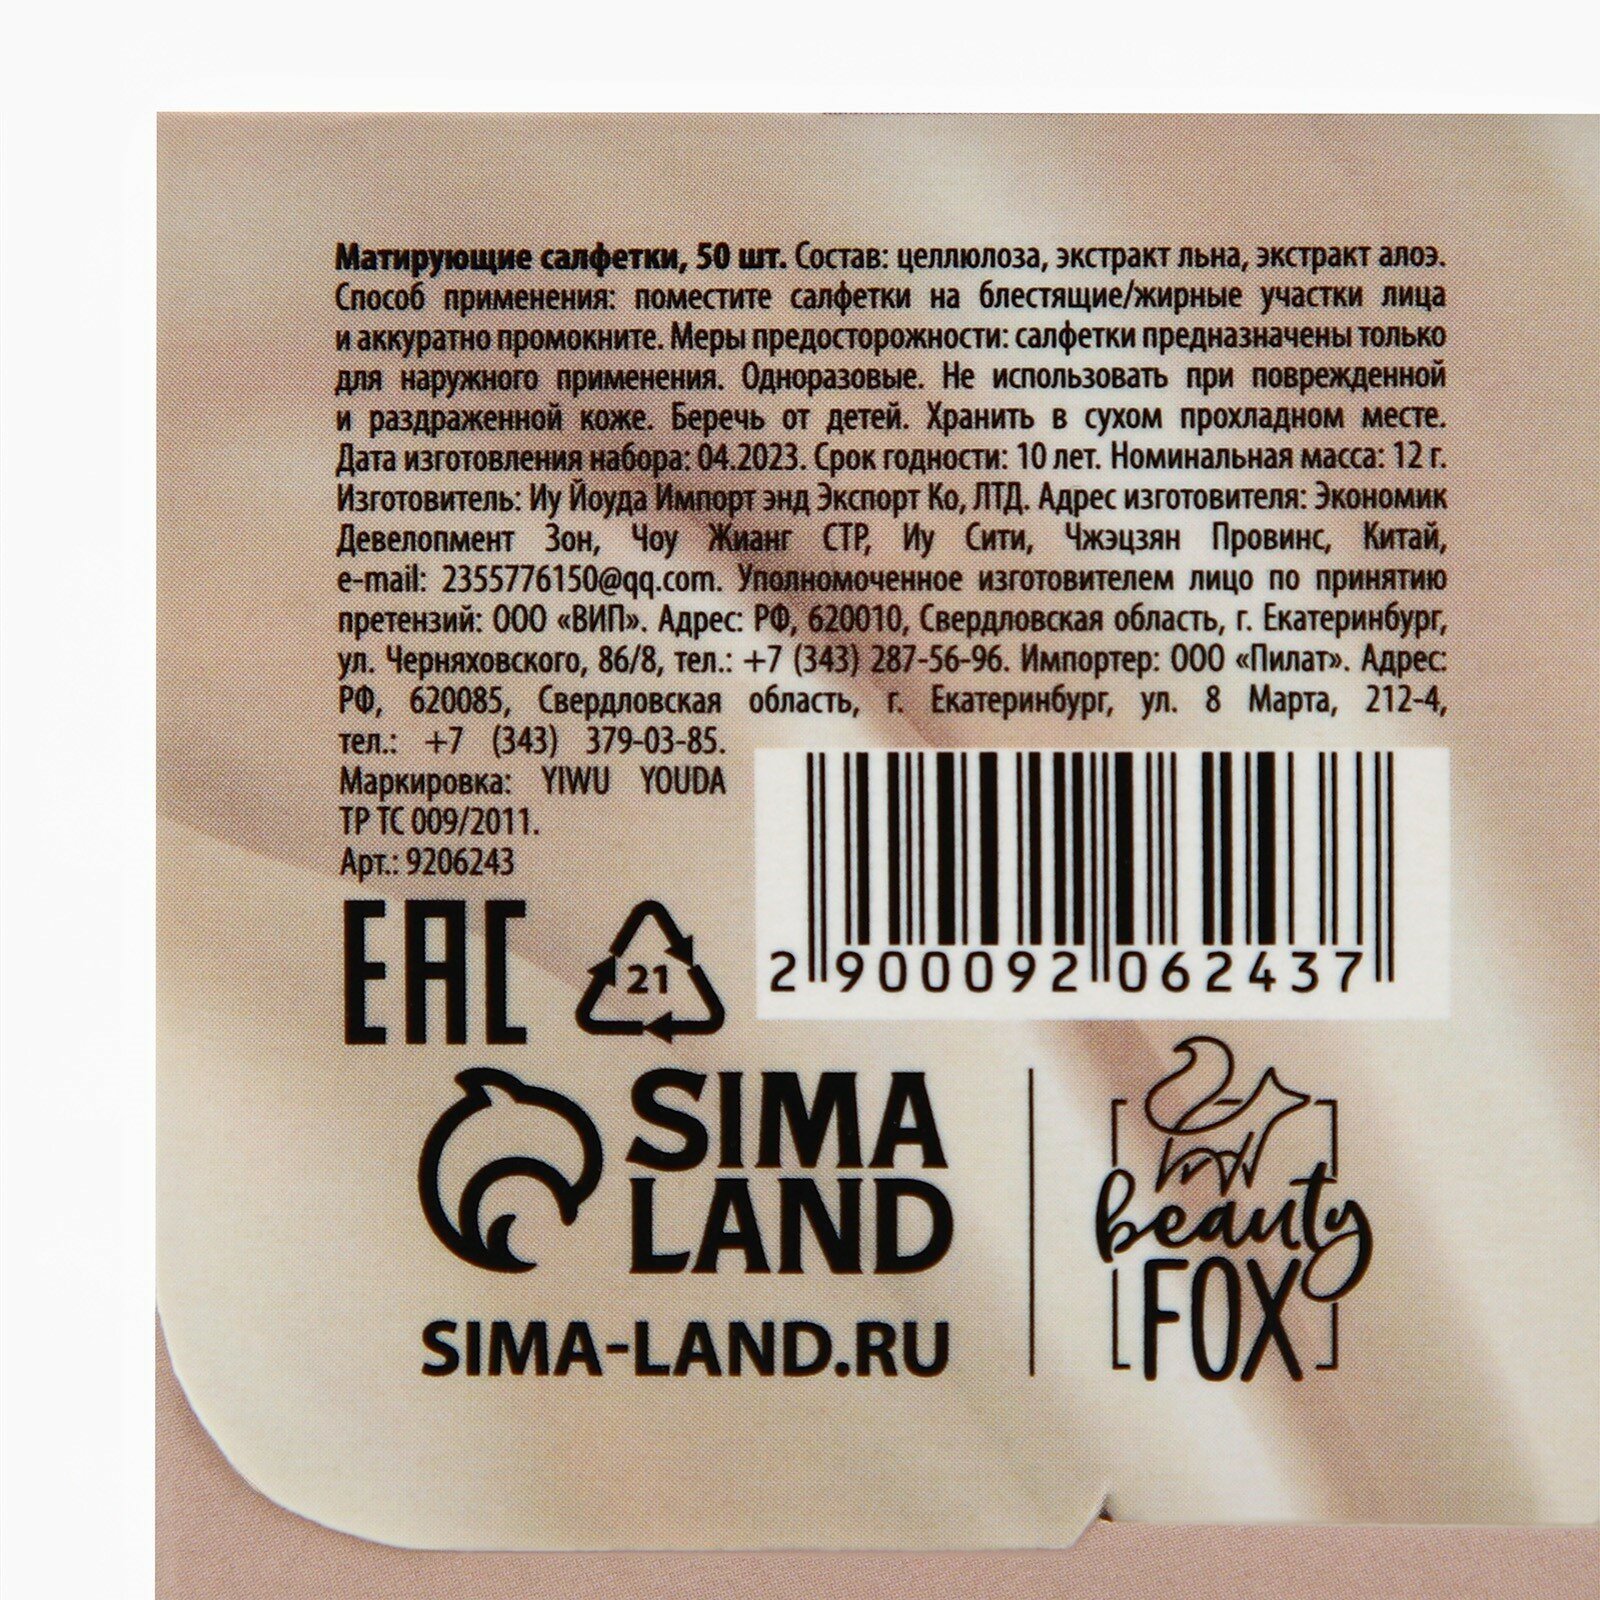 Матирующие салфетки, 50 шт. Состав: целлюлоза, экстракт льна, экстракт алоэ.
Способ применения: поместите салфетки на блестящие/жирные участки лица
и аккуратно промокните. Меры предосторожности: салфетки предназначены только
для наружного применения. Одноразовые. Не использовать при поврежденной
и раздраженной коже. Беречь от детей. Хранить в сухом прохладном месте.
Дата изготовления набора: 04.2023. Срок годности: 10 лет. Номинальная масса: 12 г.
Изготовитель: Иу Йоуда Импорт энд Экспорт Ко, ЛТД. Адрес изготовителя: Экономик
Девелопмент Зон, Чоу Жианг СТР, Иу Сити, Чжэцзян Провинс, Китай,
e-mail: 2355776150@qq.com. Уполномоченное изготовителем лицо по принятию
претензий: ООО «ВИП». Адрес: РФ, 620010, Свердловская область, г. Екатеринбург,
ул. Черняховского, 86/8, тел.: +7 (343) 287-56-96. Импортер: ООО «Пилат». Адрес:
РФ, 620085, Свердловская область, г. Екатеринбург, ул. 8 Марта, 212-4,
тел.: +7 (343) 379-03-85.
Маркировка: YIWU YOUDA
ТР ТС 009/2011.
Арт.: 9206243
2 900092 062437
EAC
21
SIMA
LAND
SIMA-LAND.RU
beauty
FOX